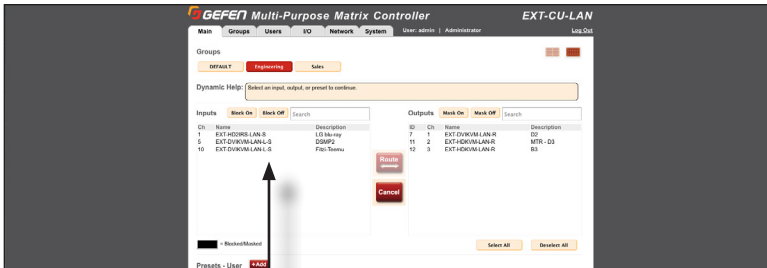 GEFEN Multi-Purpose Matrix Controller EXT-CU-LAN
Main Groups Users I/O Network System User: admin | Administrator Log Out
Groups
DEFAULT Engineering Sales
Dynamic Help: Select an input, output, or preset to continue.
Inputs Block On Block Off Search Outputs Mask On Mask Off Search
Ch Name Description ID Ch Name Description
1 EXT-HD2IRS-LAN-S LG blu-ray 7 1 EXT-DVIKVM-LAN-R D2
5 EXT-DVIKVM-LAN-L-S DSMP2 11 2 EXT-HDKVM-LAN-R MTR - D3
10 EXT-DVIKVM-LAN-L-S Fitzi-Teemu 12 3 EXT-HDKVM-LAN-R B3
Route
Cancel
= Blocked/Masked Select All Deselect All
Presets - User +Add